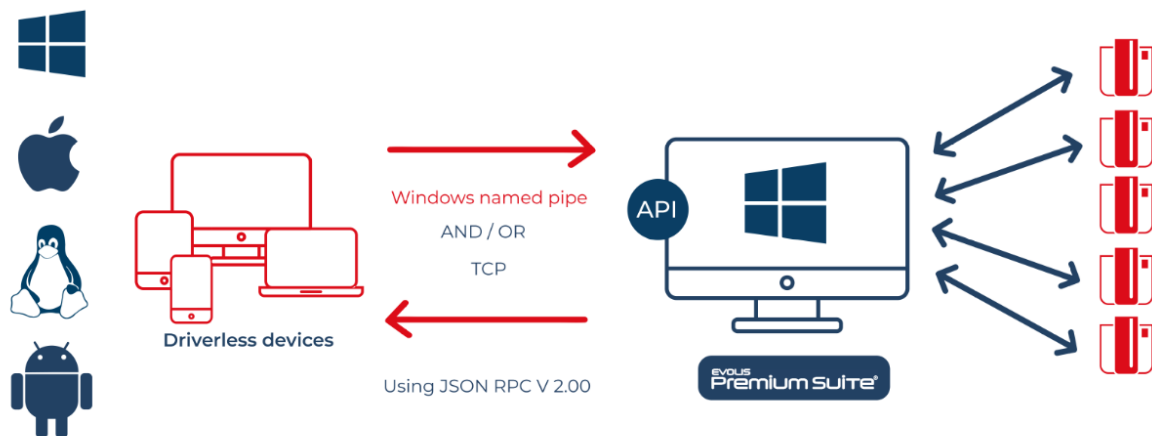 Windows named pipe
AND / OR
TCP
API
Driverless devices
Using JSON RPC V 2.00
EVOLIS
Premium Suite®